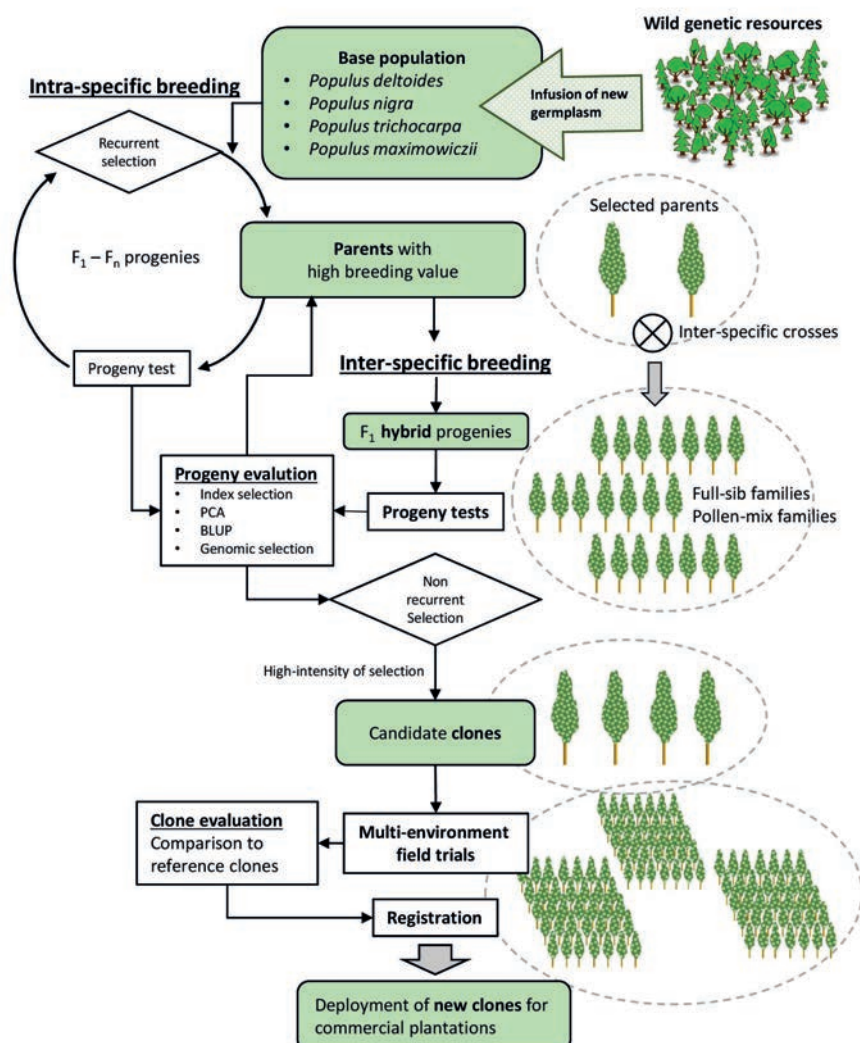 Wild genetic resources
Base population
• Populus deltoides
• Populus nigra
• Populus trichocarpa
• Populus maximowiczii
Infusion of new
germplasm
Intra-specific breeding
Recurrent
selection
Selected parents
F₁ – Fₙ progenies
Parents with
high breeding value
Inter-specific crosses
Progeny test
Inter-specific breeding
F₁ hybrid progenies
Progeny evalution
• Index selection
• PCA
• BLUP
• Genomic selection
Progeny tests
Full-sib families
Pollen-mix families
Non
recurrent
Selection
High-intensity of selection
Candidate clones
Clone evaluation
Comparison to
reference clones
Multi-environment
field trials
Registration
Deployment of new clones for
commercial plantations